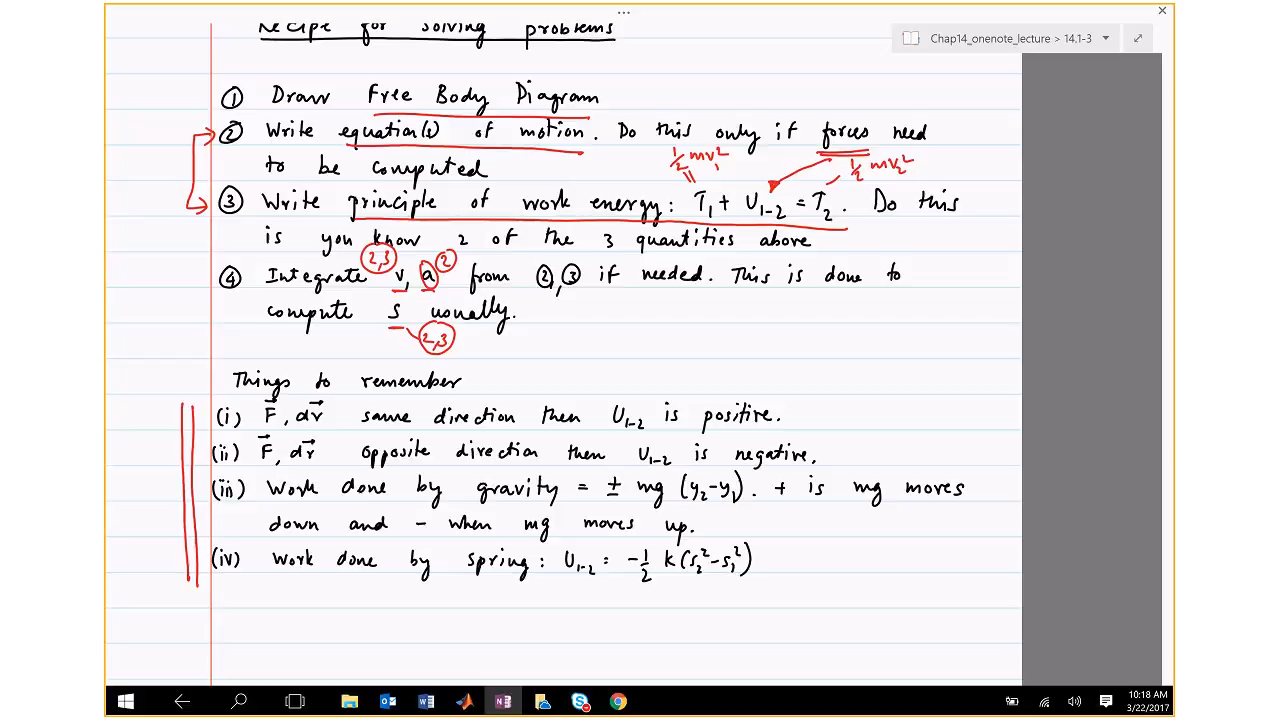 ...
×
Chap14_onenote_lecture > 14.1-3
Recipe for solving problems
① Draw Free Body Diagram
② Write equation(s) of motion. Do this only if forces need
½ mv₁²
½ mv₂²
to be computed
③ Write principle of work energy: T₁ + U₁₋₂ = T₂. Do this
is you know 2 of the 3 quantities above
2,3
2
④ Integrate v, a from ②,③ if needed. This is done to
compute s usually.
2,3
Things to remember
(i) F⃗, dr⃗ same direction then U₁₋₂ is positive.
(ii) F⃗, dr⃗ opposite direction then U₁₋₂ is negative.
(iii) Work done by gravity = ± mg (y₂-y₁). + is mg moves
down and - when mg moves up.
(iv) Work done by spring: U₁₋₂ = -½ k(s₂²-s₁²)
10:18 AM
3/22/2017